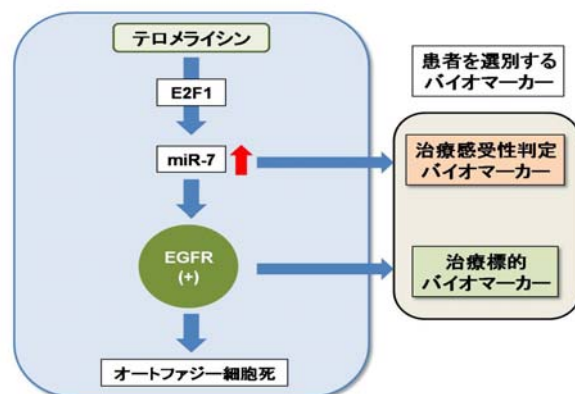 テロメライシン
E2F1
miR-7
EGFR
(+)
オートファジー細胞死
患者を選別する
バイオマーカー
治療感受性判定
バイオマーカー
治療標的
バイオマーカー